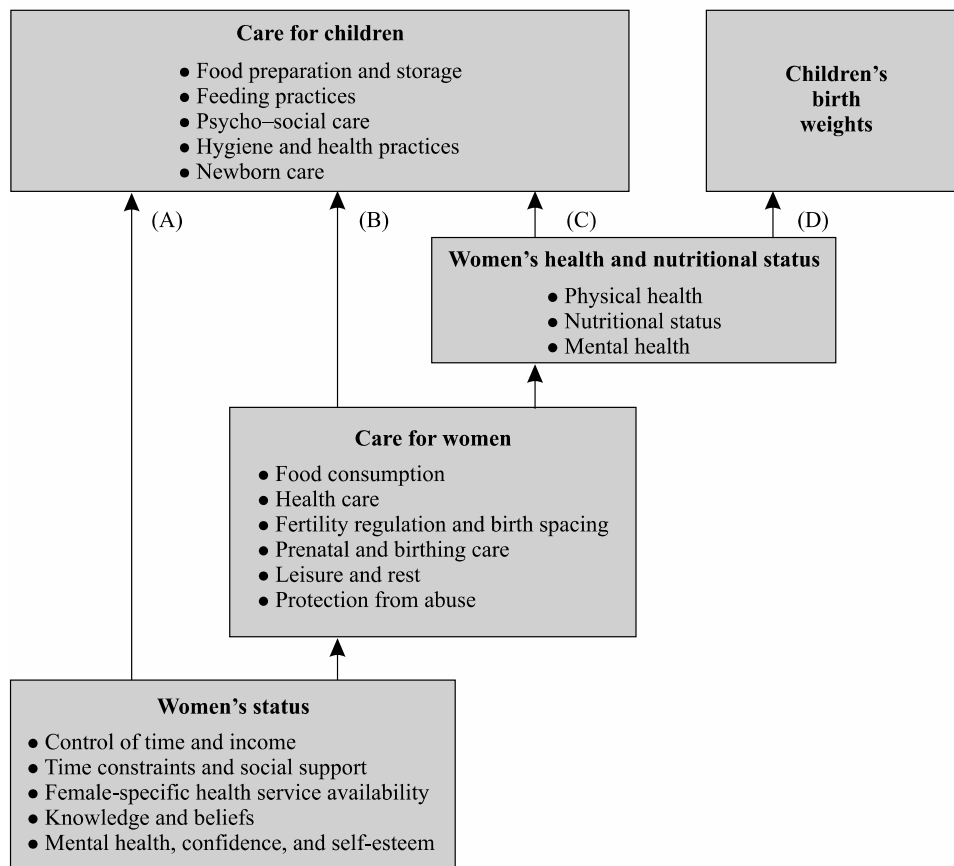 Care for children
● Food preparation and storage
● Feeding practices
● Psycho–social care
● Hygiene and health practices
● Newborn care
Children’s
birth
weights
(A)
(B)
(C)
(D)
Women’s health and nutritional status
● Physical health
● Nutritional status
● Mental health
Care for women
● Food consumption
● Health care
● Fertility regulation and birth spacing
● Prenatal and birthing care
● Leisure and rest
● Protection from abuse
Women’s status
● Control of time and income
● Time constraints and social support
● Female-specific health service availability
● Knowledge and beliefs
● Mental health, confidence, and self-esteem